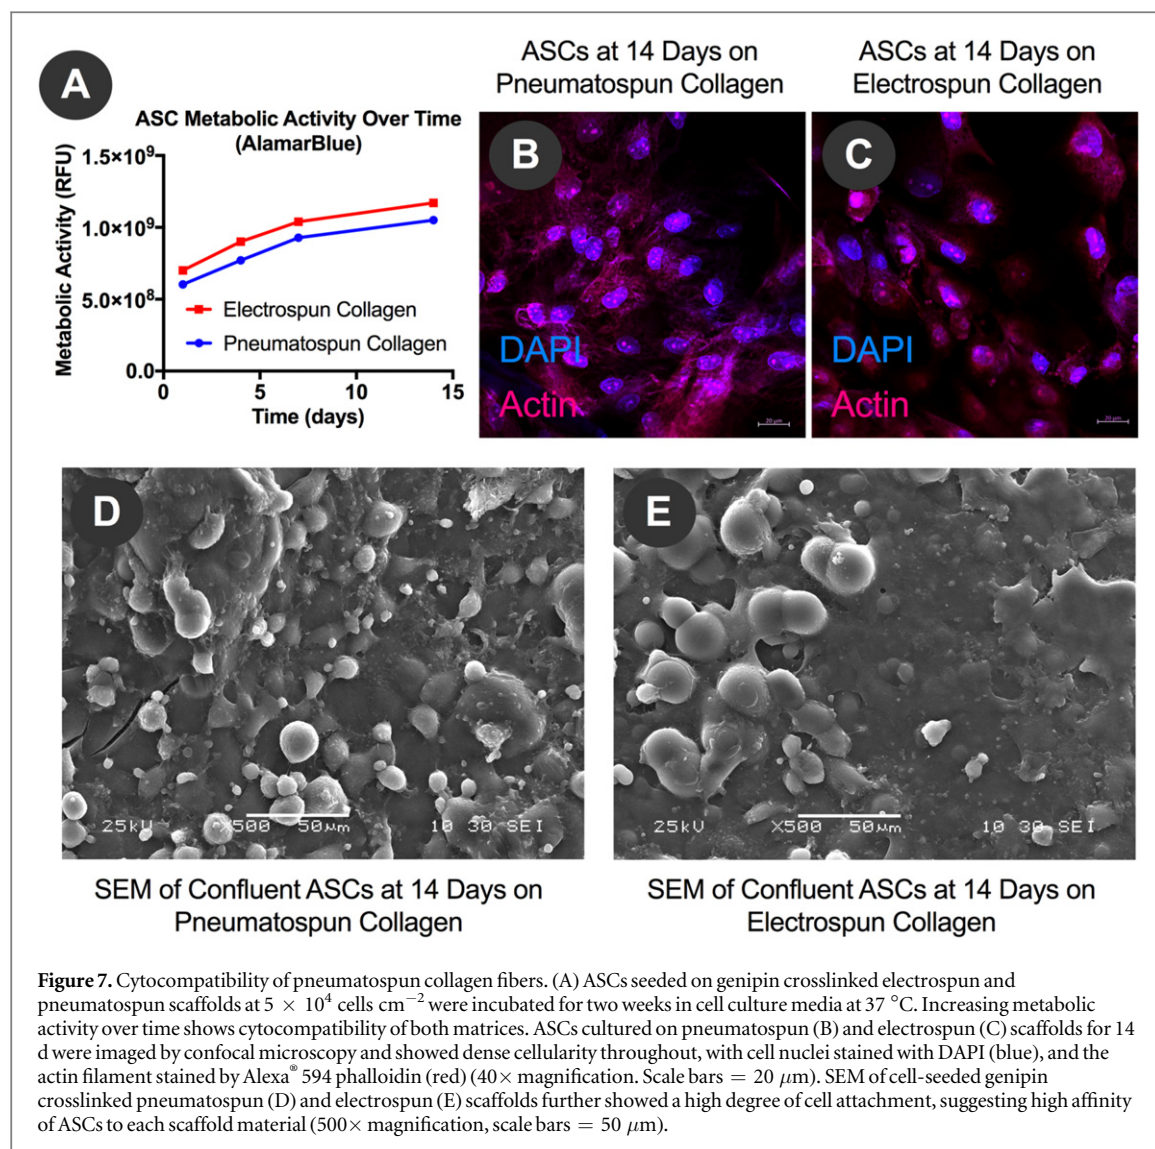 A
ASC Metabolic Activity Over Time
(AlamarBlue)
Metabolic Activity (RFU)
1.5×10⁹
1.0×10⁹
5.0×10⁸
0.0
0
5
10
15
Time (days)
Electrospun Collagen
Pneumatospun Collagen
ASCs at 14 Days on
Pneumatospun Collagen
B
DAPI
Actin
20 μm
ASCs at 14 Days on
Electrospun Collagen
C
DAPI
Actin
20 μm
D
25kV X500 50μm 10 30 SEI
SEM of Confluent ASCs at 14 Days on
Pneumatospun Collagen
E
25kV X500 50μm 10 30 SEI
SEM of Confluent ASCs at 14 Days on
Electrospun Collagen
Figure 7. Cytocompatibility of pneumatospun collagen fibers. (A) ASCs seeded on genipin crosslinked electrospun and
pneumatospun scaffolds at 5 × 10⁴ cells cm⁻² were incubated for two weeks in cell culture media at 37 °C. Increasing metabolic
activity over time shows cytocompatibility of both matrices. ASCs cultured on pneumatospun (B) and electrospun (C) scaffolds for 14
d were imaged by confocal microscopy and showed dense cellularity throughout, with cell nuclei stained with DAPI (blue), and the
actin filament stained by Alexa® 594 phalloidin (red) (40× magnification. Scale bars = 20 μm). SEM of cell-seeded genipin
crosslinked pneumatospun (D) and electrospun (E) scaffolds further showed a high degree of cell attachment, suggesting high affinity
of ASCs to each scaffold material (500× magnification, scale bars = 50 μm).